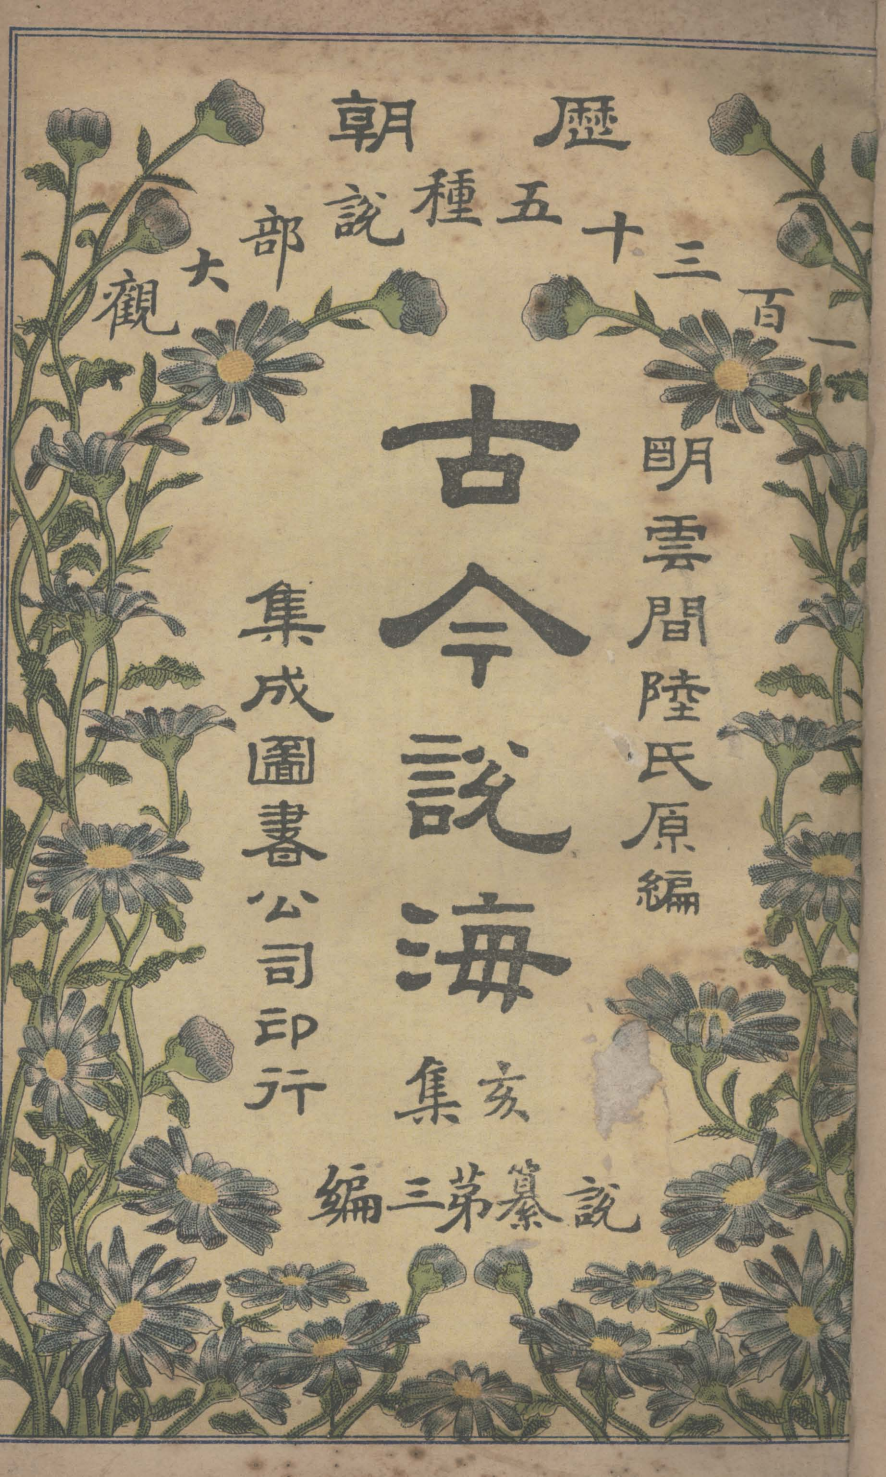 歷朝
一百三十五種說部大觀
明雲間陸氏原編
古今說海
亥集
說纂第三編
集成圖書公司印行